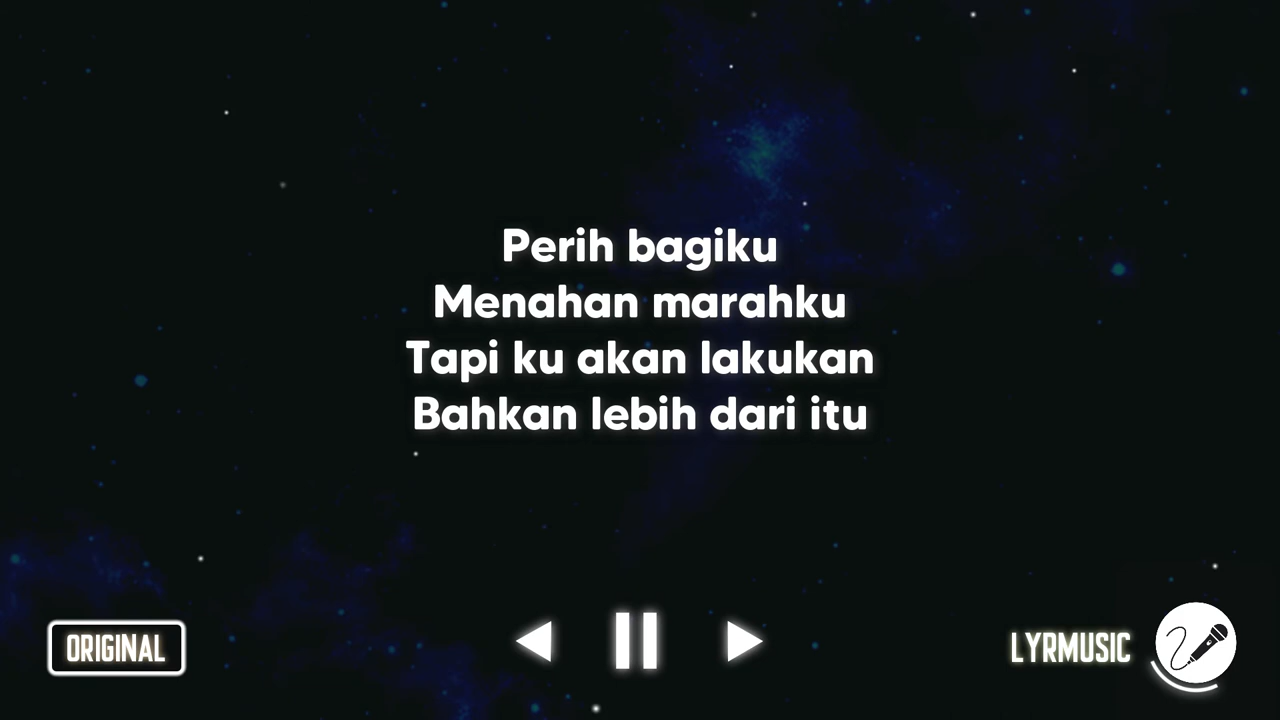 Perih bagiku
Menahan marahku
Tapi ku akan lakukan
Bahkan lebih dari itu
ORIGINAL
LYRMUSIC